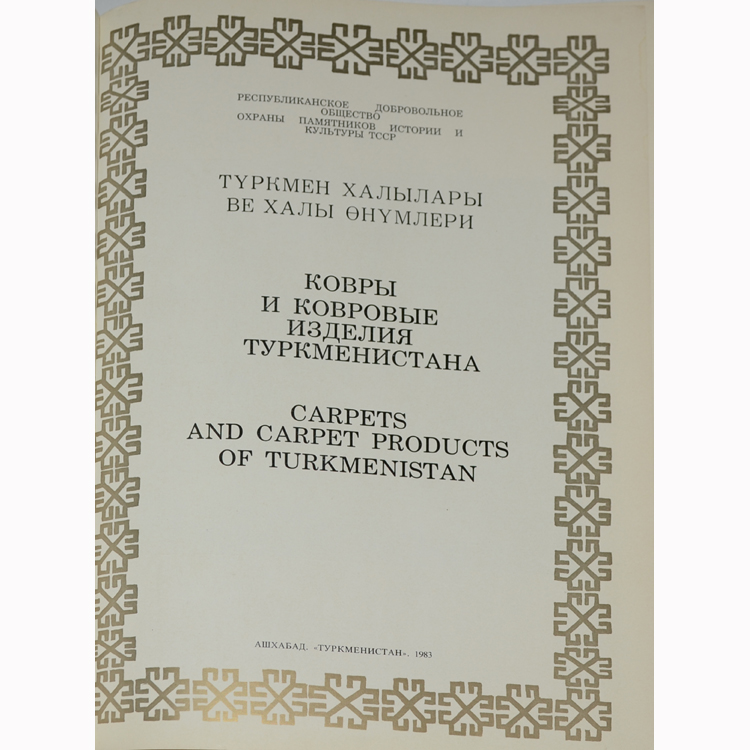 РЕСПУБЛИКАНСКОЕ ДОБРОВОЛЬНОЕ
ОБЩЕСТВО
ОХРАНЫ ПАМЯТНИКОВ ИСТОРИИ И
КУЛЬТУРЫ ТССР
ТҮРКМЕН ХАЛЫЛАРЫ
ВЕ ХАЛЫ ӨНҮМЛЕРИ
КОВРЫ
И КОВРОВЫЕ
ИЗДЕЛИЯ
ТУРКМЕНИСТАНА
CARPETS
AND CARPET PRODUCTS
OF TURKMENISTAN
АШХАБАД. «ТУРКМЕНИСТАН». 1983